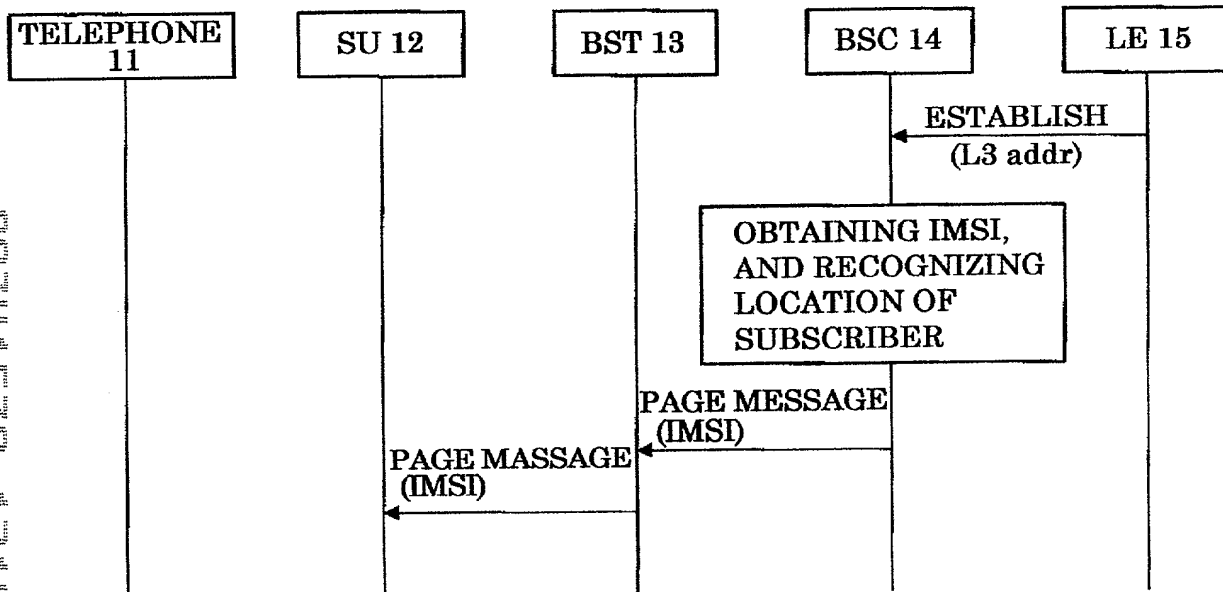 TELEPHONE
11
SU 12
BST 13
BSC 14
LE 15
ESTABLISH
(L3 addr)
OBTAINING IMSI,
AND RECOGNIZING
LOCATION OF
SUBSCRIBER
PAGE MESSAGE
(IMSI)
PAGE MASSAGE
(IMSI)